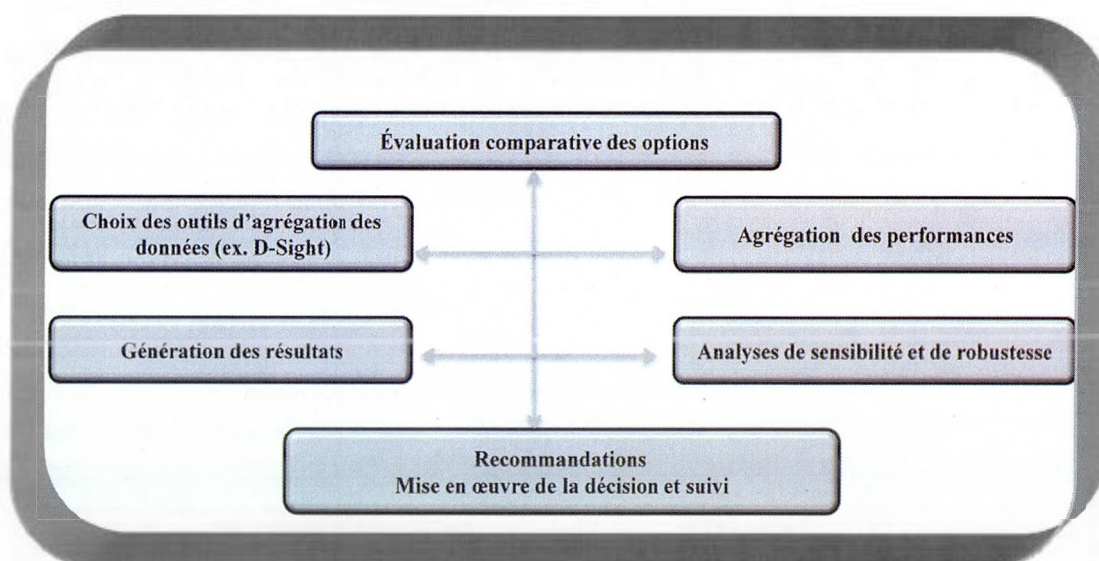 Évaluation comparative des options
Choix des outils d'agrégation des
données (ex. D-Sight)
Agrégation des performances
Génération des résultats
Analyses de sensibilité et de robustesse
Recommandations
Mise en œuvre de la décision et suivi